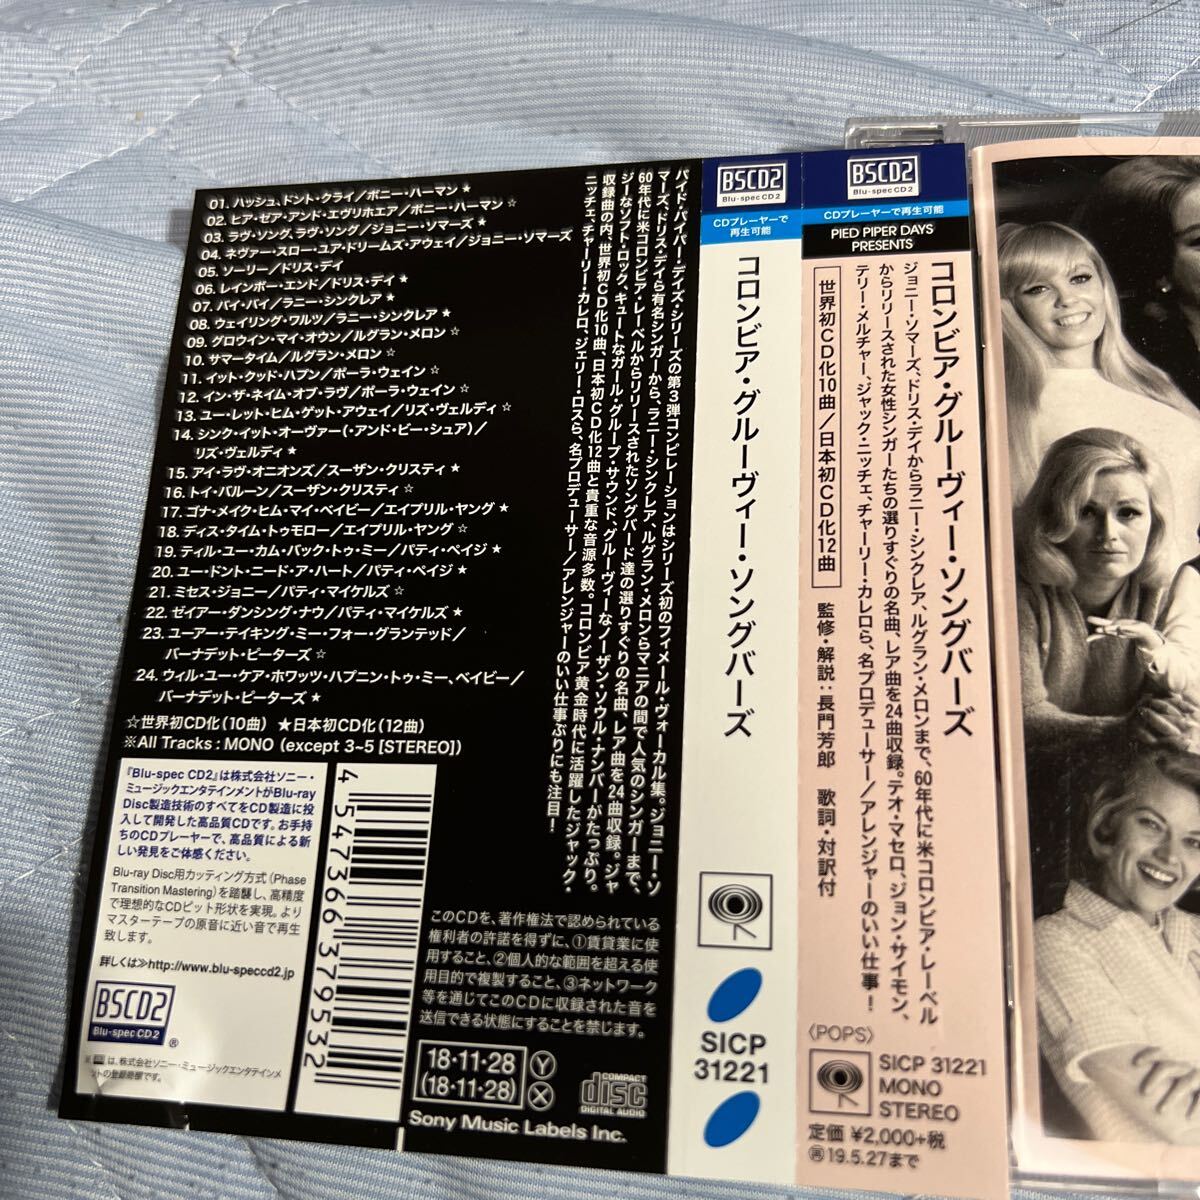 01. ハッシュ、ドント・クライ／ボニー・ハーマン ★
02. ヒア・ゼア・アンド・エヴリホエア／ボニー・ハーマン ☆
03. ラヴ・ソング、ラヴ・ソング／ジョニー・ソマーズ ★
04. ネヴァー・スロー・ユア・ドリームズ・アウェイ／ジョニー・ソマーズ
05. ソーリー／ドリス・デイ
06. レインボー・エンド／ドリス・デイ ★
07. バイ・バイ／ラニー・シンクレア ★
08. ウェイリング・ワルツ／ラニー・シンクレア ★
09. グロウイン・マイ・オウン／ルグラン・メロン ☆
10. サマータイム／ルグラン・メロン ☆
11. イット・クッド・ハプン／ポーラ・ウェイン ☆
12. イン・ザ・ネイム・オブ・ラヴ／ポーラ・ウェイン ☆
13. ユー・レット・ヒム・ゲット・アウェイ／リズ・ヴェルディ ☆
14. シンク・イット・オーヴァー（・アンド・ビー・シュア）／
リズ・ヴェルディ ★
15. アイ・ラヴ・オニオンズ／スーザン・クリスティ ★
16. トイ・バルーン／スーザン・クリスティ ☆
17. ゴナ・メイク・ヒム・マイ・ベイビー／エイプリル・ヤング ★
18. ディス・タイム・トゥモロー／エイプリル・ヤング ☆
19. ティル・ユー・カム・バック・トゥ・ミー／パティ・ペイジ ★
20. ユー・ドント・ニード・ア・ハート／パティ・ペイジ ★
21. ミセス・ジョニー／パティ・マイケルズ ☆
22. ゼイアー・ダンシング・ナウ／パティ・マイケルズ ★
23. ユーアー・テイキング・ミー・フォー・グランテッド／
バーナデット・ピーターズ ☆
24. ウィル・ユー・ケア・ホワッツ・ハプニン・トゥ・ミー、ベイビー／
バーナデット・ピーターズ ★
☆世界初CD化（10曲） ★日本初CD化（12曲）
※All Tracks : MONO (except 3~5 [STEREO])
『Blu-spec CD2』は株式会社ソニー・
ミュージックエンタテインメントがBlu-ray
Disc製造技術のすべてをCD製造に投
入して開発した高品質CDです。お手持
ちのCDプレーヤーで、高品質による新
しい発見をご体感ください。
Blu-ray Disc用カッティング方式（Phase
Transition Mastering）を踏襲し、高精度
で理想的なCDピット形状を実現。より
マスターテープの原音に近い音で再生
致します。
詳しくは≫http://www.blu-speccd2.jp
BSCD2
Blu-spec CD2 ®
は、株式会社ソニー・ミュージックエンタテインメ
ントの登録商標です。
4 547366 379532
パイド・パイパー・デイズ・シリーズの第3弾コンピレーションはシリーズ初のフィメール・ヴォーカル集。ジョニー・ソ
マーズ、ドリス・デイら有名シンガーから、ラニー・シンクレア、ルグラン・メロンらマニアの間で人気のシンガーまで、
60年代に米コロンビア・レーベルからリリースされたソングバード達の選りすぐりの名曲、レア曲を24曲収録。ジャ
ジーなソフト・ロック、キュートなガール・グループ・サウンド、グルーヴィーなノーザン・ソウル・ナンバーがたっぷり。
収録曲の内、世界初CD化10曲、日本初CD化12曲と貴重な音源多数。コロンビア黄金時代に活躍したジャック・
ニッチェ、チャーリー・カレロ、ジェリー・ロスら、名プロデューサー／アレンジャーのいい仕事ぶりにも注目！
このCDを、著作権法で認められている
権利者の許諾を得ずに、①賃貸業に使
用すること、②個人的な範囲を超える使
用目的で複製すること、③ネットワーク
等を通じてこのCDに収録された音を
送信できる状態にすることを禁じます。
18・11・28 Ⓨ
(18・11・28) Ⓧ
COMPACT
disc
DIGITAL AUDIO
Sony Music Labels Inc.
BSCD2
Blu-spec CD2
CDプレーヤーで
再生可能
コロンビア・グルーヴィー・ソングバーズ
SICP
31221
BSCD2
Blu-spec CD2
CDプレーヤーで再生可能
PIED PIPER DAYS
PRESENTS
コロンビア・グルーヴィー・ソングバーズ
ジョニー・ソマーズ、ドリス・デイからラニー・シンクレア、ルグラン・メロンまで、60年代に米コロンビア・レーベル
からリリースされた女性シンガーたちの選りすぐりの名曲、レア曲を24曲収録。テオ・マセロ、ジョン・サイモン、
テリー・メルチャー、ジャック・ニッチェ、チャーリー・カレロら、名プロデューサー／アレンジャーのいい仕事！
世界初CD化10曲／日本初CD化12曲
監修・解説：長門芳郎 歌詞・対訳付
〈POPS〉
SICP 31221
MONO
STEREO
定価 ¥2,000+税
再19.5.27まで